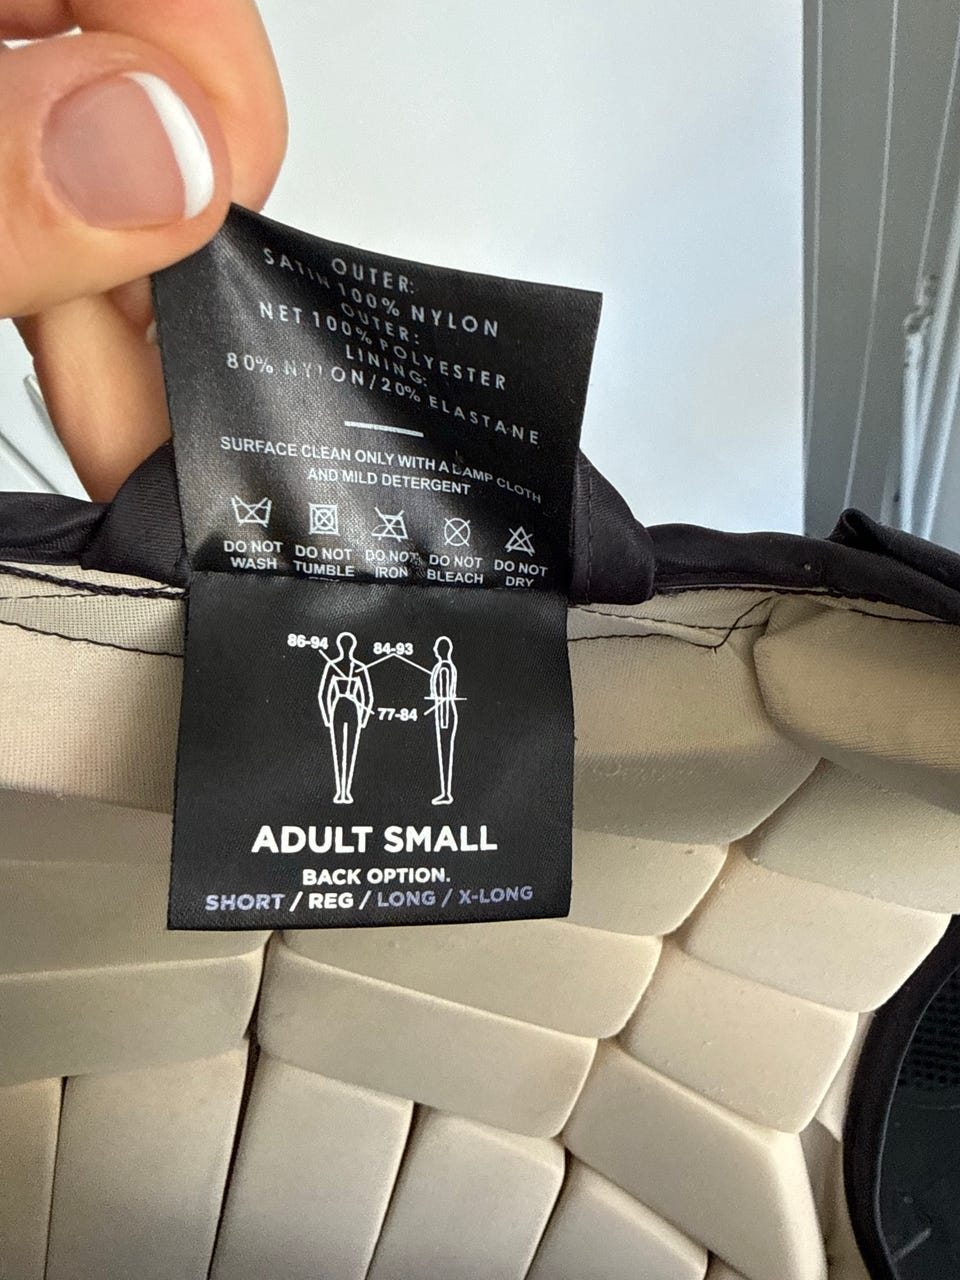 OUTER:
SATIN 100% NYLON
OUTER:
NET 100% POLYESTER
LINING:
80% NYLON/20% ELASTANE
SURFACE CLEAN ONLY WITH A DAMP CLOTH
AND MILD DETERGENT
DO NOT WASH
DO NOT TUMBLE
DO NOT IRON
DO NOT BLEACH
DO NOT DRY
86-94
84-93
77-84
ADULT SMALL
BACK OPTION.
SHORT / REG / LONG / X-LONG